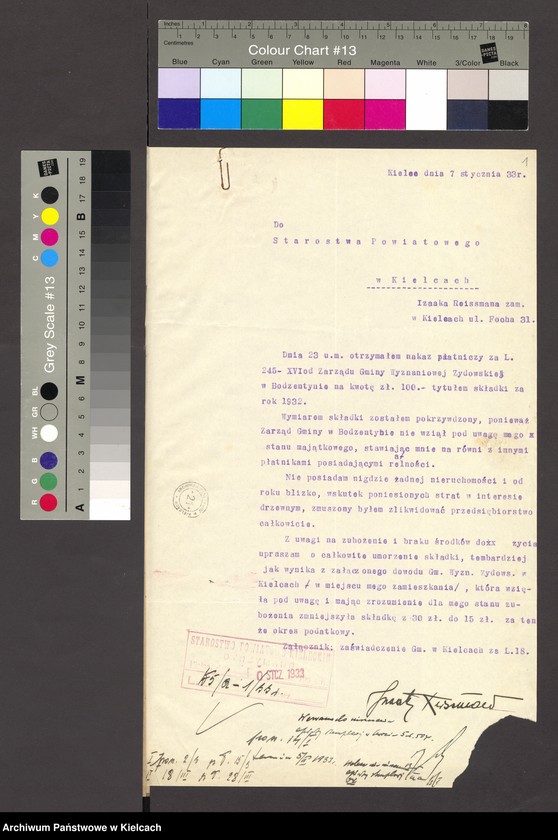 Inches
Centimetres
Colour Chart #13
Blue Cyan Green Yellow Red Magenta White 3/Color Black
Grey Scale #13
1
Kielce dnia 7 stycznia 33r.
Do
Starostwa Powiatowego
w Kielcach
Izaaka Reissmana zam.
w Kielcach ul. Focha 31.
Dnia 23 u.m. otrzymałem nakaz płatniczy za L.
245- XVIod Zarządu Gminy Wyznaniowej Żydowskiej
w Bodzentynie na kwotę zł. 100.- tytułem składki za
rok 1932.
Wymiarem składki zostałem pokrzywdzony, ponieważ
Zarząd Gminy w Bodzentynie nie wziął pod uwagę mego
stanu majątkowego, stawiając mnie na równi z innymi
płatnikami posiadającymi realności.
Nie posiadam nigdzie żadnej nieruchomości i od
roku blizko, wskutek poniesionych strat w interesie
drzewnym, zmuszony byłem zlikwidować przedsiębiorstwo
całkowicie.
Z uwagi na zubożenie i braku środków doxx życia
upraszam o całkowite umorzenie składki, tembardziej
jak wynika z załączonego dowodu Gm. Wyzn. Żydows. w
Kielcach / w miejscu mego zamieszkania/ , która wzię-
ła pod uwagę i mając zrozumienie dla mego stanu zu-
bożenia zmniejszyła składkę z 30 zł. do 15 zł. za ten
że okres podatkowy.
Załącznik: zaświadczenie Gm. w Kielcach za L.18.
STAROSTWO POWIATOWE
STYCZ 1933
Archiwum Państwowe w Kielcach